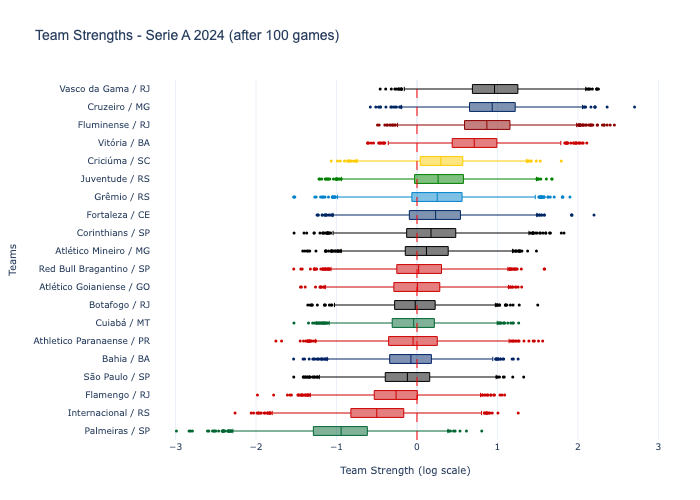 Team Strengths - Serie A 2024 (after 100 games)
Vasco da Gama / RJ
Cruzeiro / MG
Fluminense / RJ
Vitória / BA
Criciúma / SC
Juventude / RS
Grêmio / RS
Fortaleza / CE
Corinthians / SP
Atlético Mineiro / MG
Red Bull Bragantino / SP
Atlético Goianiense / GO
Botafogo / RJ
Cuiabá / MT
Athletico Paranaense / PR
Bahia / BA
São Paulo / SP
Flamengo / RJ
Internacional / RS
Palmeiras / SP
Teams
−3 −2 −1 0 1 2 3
Team Strength (log scale)